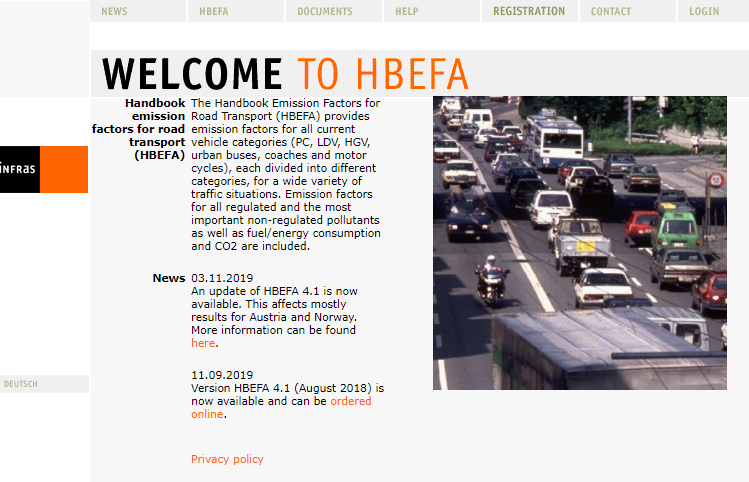 NEWS
HBEFA
DOCUMENTS
HELP
REGISTRATION
CONTACT
LOGIN
WELCOME TO HBEFA
Handbook
emission
factors for road
transport
(HBEFA)
The Handbook Emission Factors for
Road Transport (HBEFA) provides
emission factors for all current
vehicle categories (PC, LDV, HGV,
urban buses, coaches and motor
cycles), each divided into different
categories, for a wide variety of
traffic situations. Emission factors
for all regulated and the most
important non-regulated pollutants
as well as fuel/energy consumption
and CO2 are included.
infras
News
03.11.2019
An update of HBEFA 4.1 is now
available. This affects mostly
results for Austria and Norway.
More information can be found
here.
11.09.2019
Version HBEFA 4.1 (August 2018) is
now available and can be ordered
online.
DEUTSCH
Privacy policy